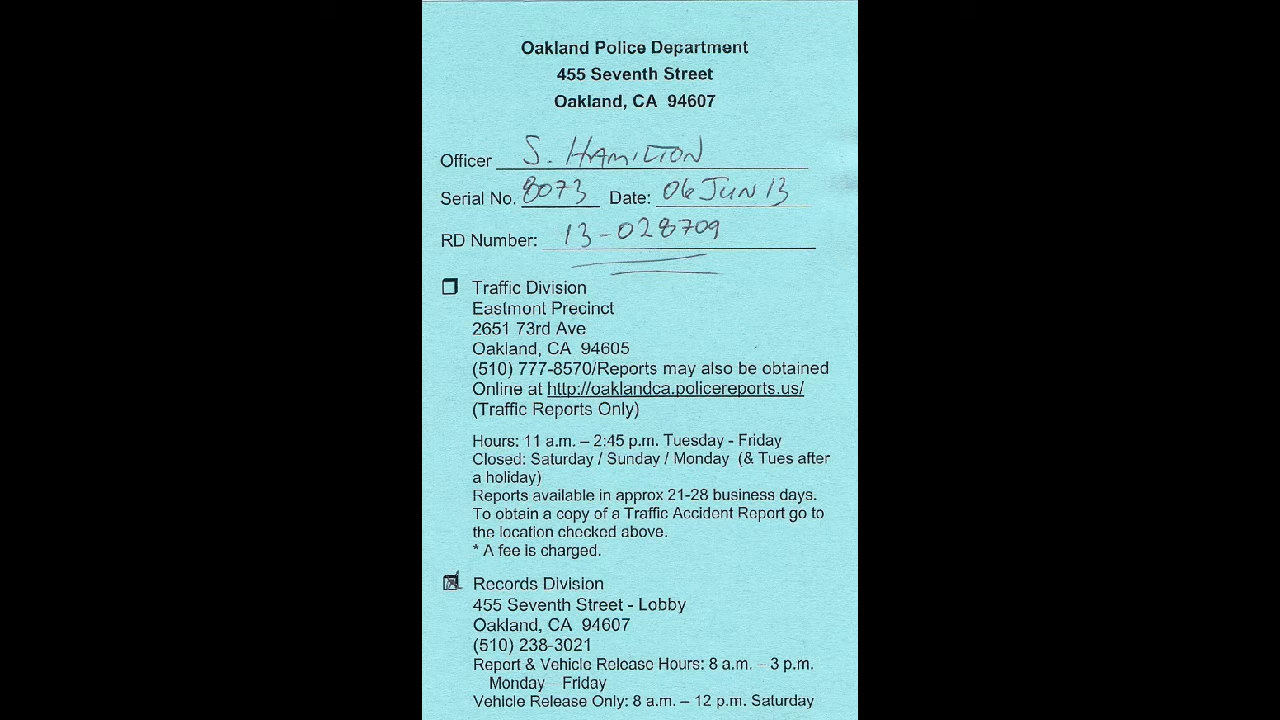 Oakland Police Department
455 Seventh Street
Oakland, CA 94607
Officer S. HAMILTON
Serial No. 8073 Date: 06 JUN 13
RD Number: 13-028709
Traffic Division
Eastmont Precinct
2651 73rd Ave
Oakland, CA 94605
(510) 777-8570/Reports may also be obtained
Online at http://oaklandca.policereports.us/
(Traffic Reports Only)
Hours: 11 a.m. – 2:45 p.m. Tuesday - Friday
Closed: Saturday / Sunday / Monday (& Tues after
a holiday)
Reports available in approx 21-28 business days.
To obtain a copy of a Traffic Accident Report go to
the location checked above.
* A fee is charged.
Records Division
455 Seventh Street - Lobby
Oakland, CA 94607
(510) 238-3021
Report & Vehicle Release Hours: 8 a.m. – 3 p.m.
Monday – Friday
Vehicle Release Only: 8 a.m. – 12 p.m. Saturday